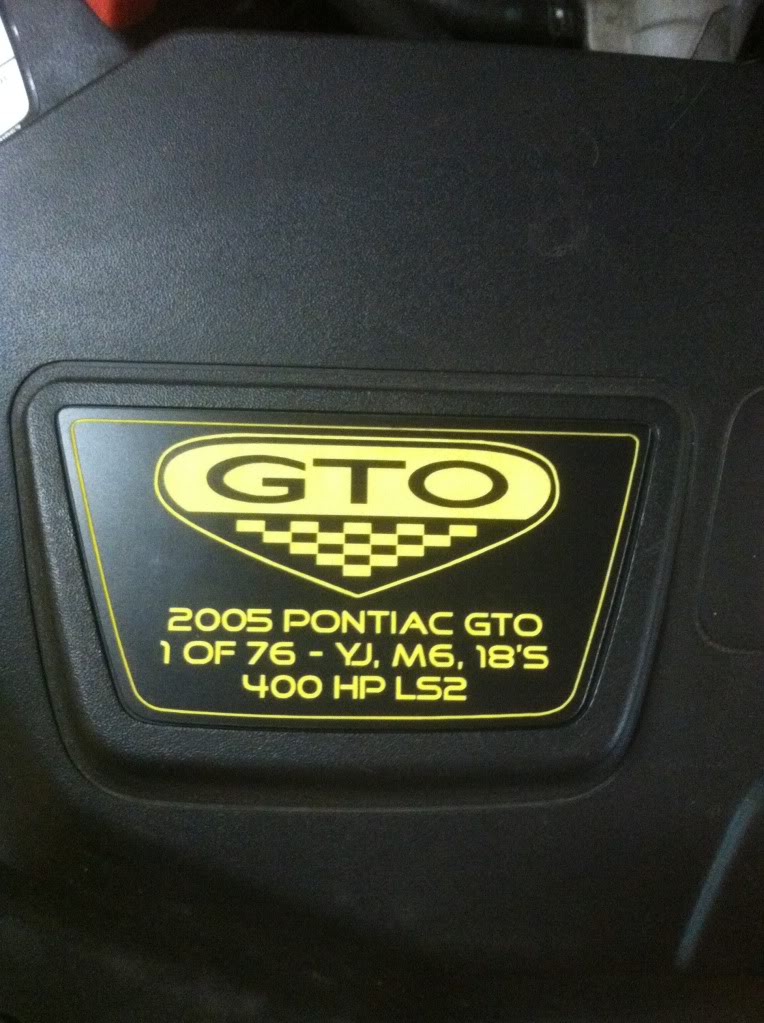 GTO
2005 PONTIAC GTO
1 OF 76 - YJ, M6, 18'S
400 HP LS2